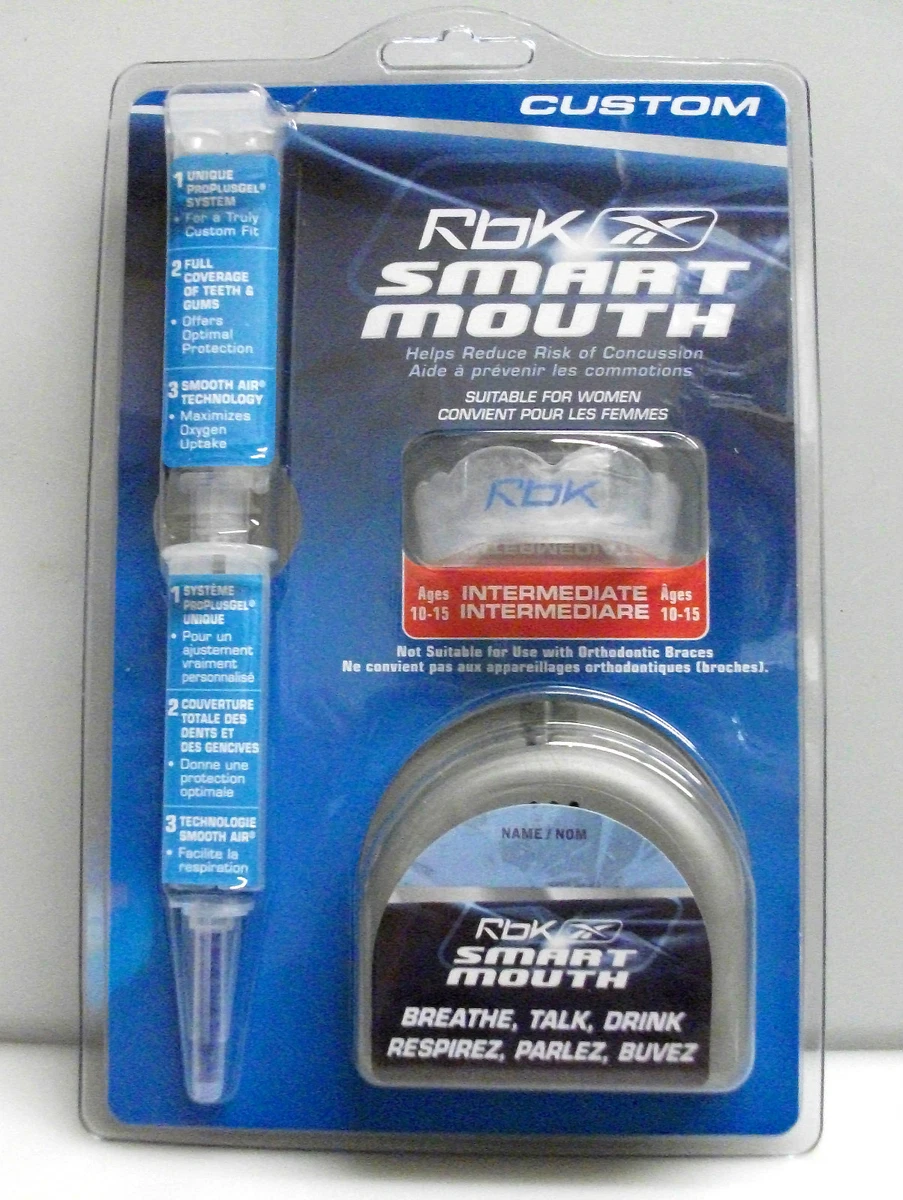 CUSTOM
1 UNIQUE
PROPLUSGEL®
SYSTEM
• For a Truly
Custom Fit
2 FULL
COVERAGE
OF TEETH &
GUMS
• Offers
Optimal
Protection
3 SMOOTH AIR®
TECHNOLOGY
• Maximizes
Oxygen
Uptake
1 SYSTÈME
PROPLUSGEL®
UNIQUE
• Pour un
ajustement
vraiment
personnalisé
2 COUVERTURE
TOTALE DES
DENTS ET
DES GENCIVES
• Donne une
protection
optimale
3 TECHNOLOGIE
SMOOTH AIR®
• Facilite la
respiration
Rbk
SMART
MOUTH
Helps Reduce Risk of Concussion
Aide à prévenir les commotions
SUITABLE FOR WOMEN
CONVIENT POUR LES FEMMES
Rbk
Ages INTERMEDIATE Âges
10-15 INTERMEDIARE 10-15
Not Suitable for Use with Orthodontic Braces
Ne convient pas aux appareillages orthodontiques (broches).
NAME / NOM
Rbk
SMART
MOUTH
BREATHE, TALK, DRINK
RESPIREZ, PARLEZ, BUVEZ